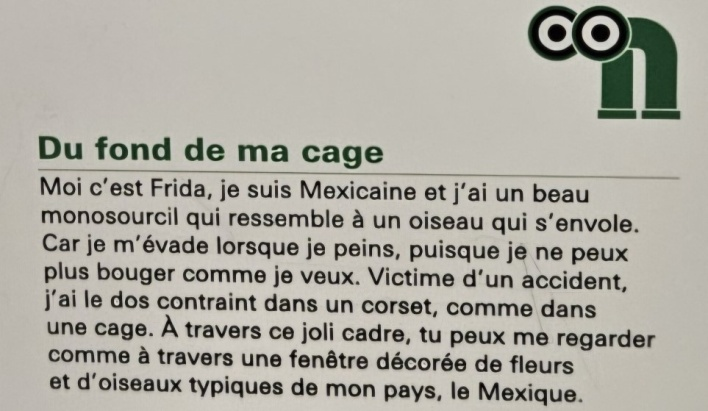 Du fond de ma cage
Moi c'est Frida, je suis Mexicaine et j'ai un beau
monosourcil qui ressemble à un oiseau qui s'envole.
Car je m'évade lorsque je peins, puisque je ne peux
plus bouger comme je veux. Victime d'un accident,
j'ai le dos contraint dans un corset, comme dans
une cage. À travers ce joli cadre, tu peux me regarder
comme à travers une fenêtre décorée de fleurs
et d'oiseaux typiques de mon pays, le Mexique.